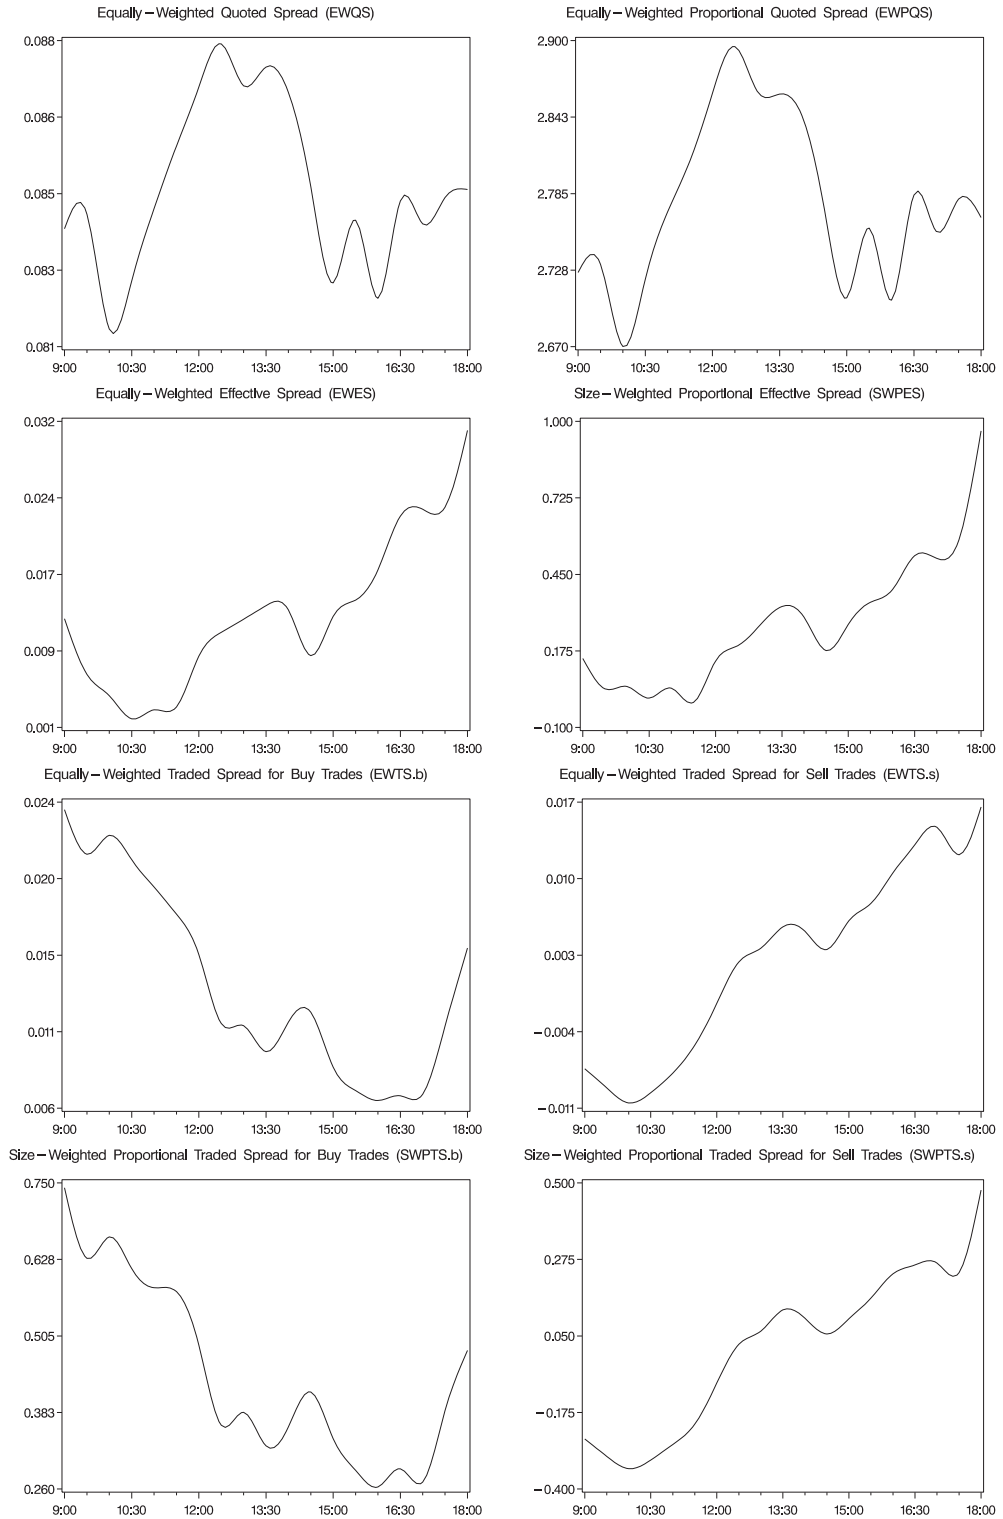 Equally-Weighted Quoted Spread (EWQS)
0.088
0.086
0.085
0.083
0.081
9:00 10:30 12:00 13:30 15:00 16:30 18:00
Equally-Weighted Proportional Quoted Spread (EWPQS)
2.900
2.843
2.785
2.728
2.670
9:00 10:30 12:00 13:30 15:00 16:30 18:00
Equally-Weighted Effective Spread (EWES)
0.032
0.024
0.017
0.009
0.001
9:00 10:30 12:00 13:30 15:00 16:30 18:00
Size-Weighted Proportional Effective Spread (SWPES)
1.000
0.725
0.450
0.175
-0.100
9:00 10:30 12:00 13:30 15:00 16:30 18:00
Equally-Weighted Traded Spread for Buy Trades (EWTS.b)
0.024
0.020
0.015
0.011
0.006
9:00 10:30 12:00 13:30 15:00 16:30 18:00
Equally-Weighted Traded Spread for Sell Trades (EWTS.s)
0.017
0.010
0.003
-0.004
-0.011
9:00 10:30 12:00 13:30 15:00 16:30 18:00
Size-Weighted Proportional Traded Spread for Buy Trades (SWPTS.b)
0.750
0.628
0.505
0.383
0.260
9:00 10:30 12:00 13:30 15:00 16:30 18:00
Size-Weighted Proportional Traded Spread for Sell Trades (SWPTS.s)
0.500
0.275
0.050
-0.175
-0.400
9:00 10:30 12:00 13:30 15:00 16:30 18:00